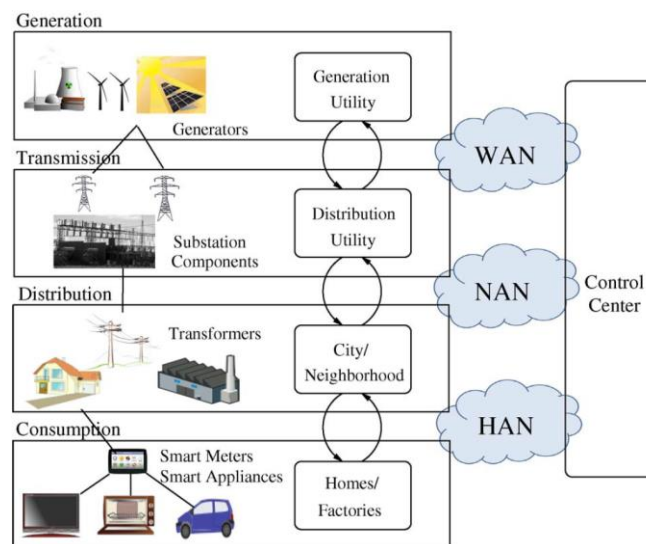 Generation
Generation
Utility
Generators
WAN
Transmission
Distribution
Utility
Substation
Components
NAN
Control
Center
Distribution
Transformers
City/
Neighborhood
HAN
Consumption
Smart Meters
Smart Appliances
Homes/
Factories